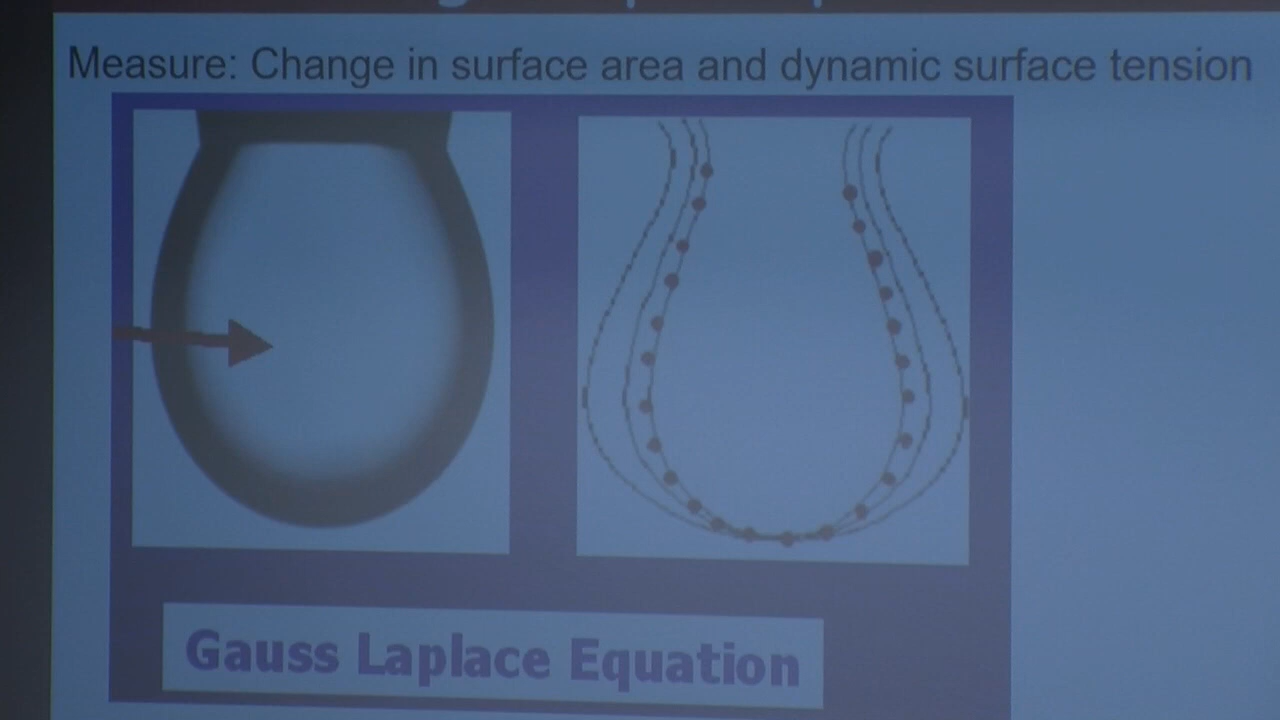 Measure: Change in surface area and dynamic surface tension
Gauss Laplace Equation